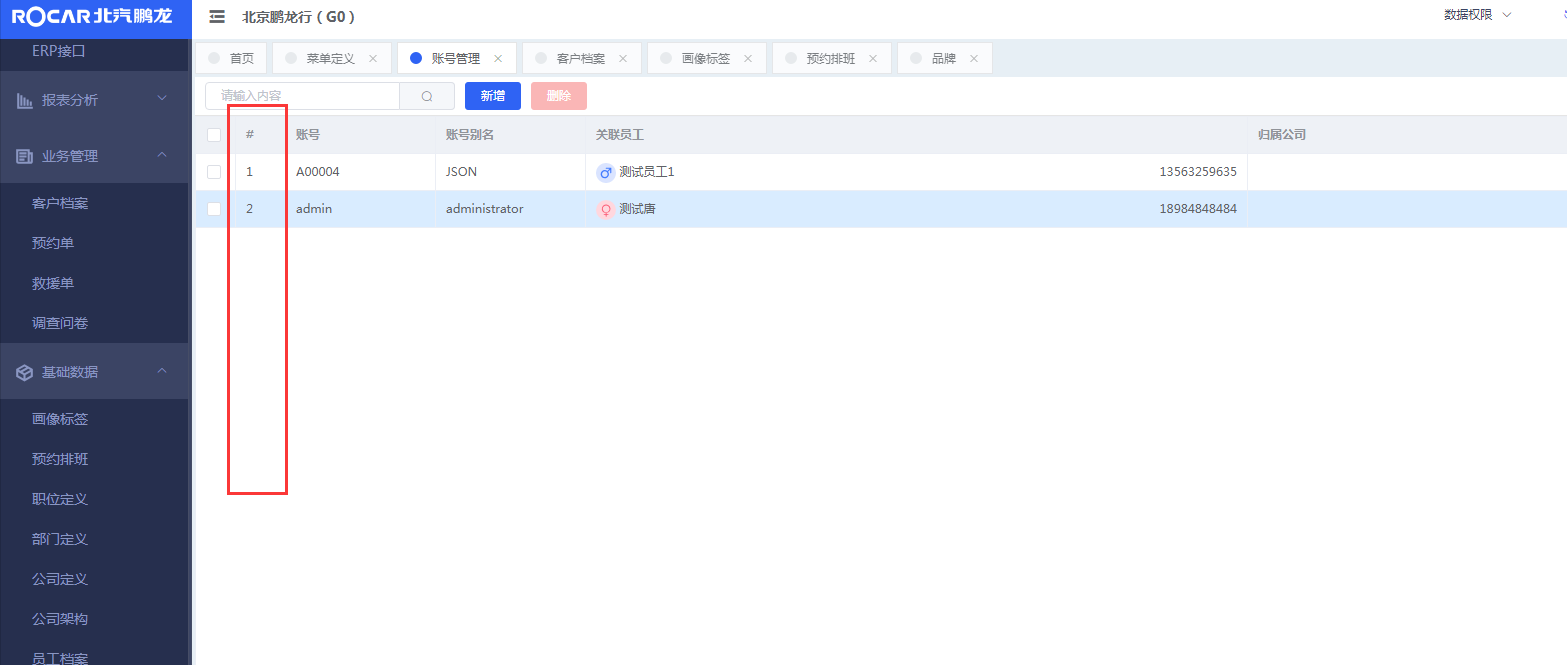 ROCAR北汽鹏龙
北京鹏龙行 ( G0 )
数据权限
ERP接口
报表分析
业务管理
客户档案
预约单
救援单
调查问卷
基础数据
画像标签
预约排班
职位定义
部门定义
公司定义
公司架构
员工档案
首页 菜单定义 账号管理 客户档案 画像标签 预约排班 品牌
请输入内容 新增 删除
# 账号 账号别名 关联员工 归属公司
1 A00004 JSON 测试员工1 13563259635
2 admin administrator 测试唐 18984848484